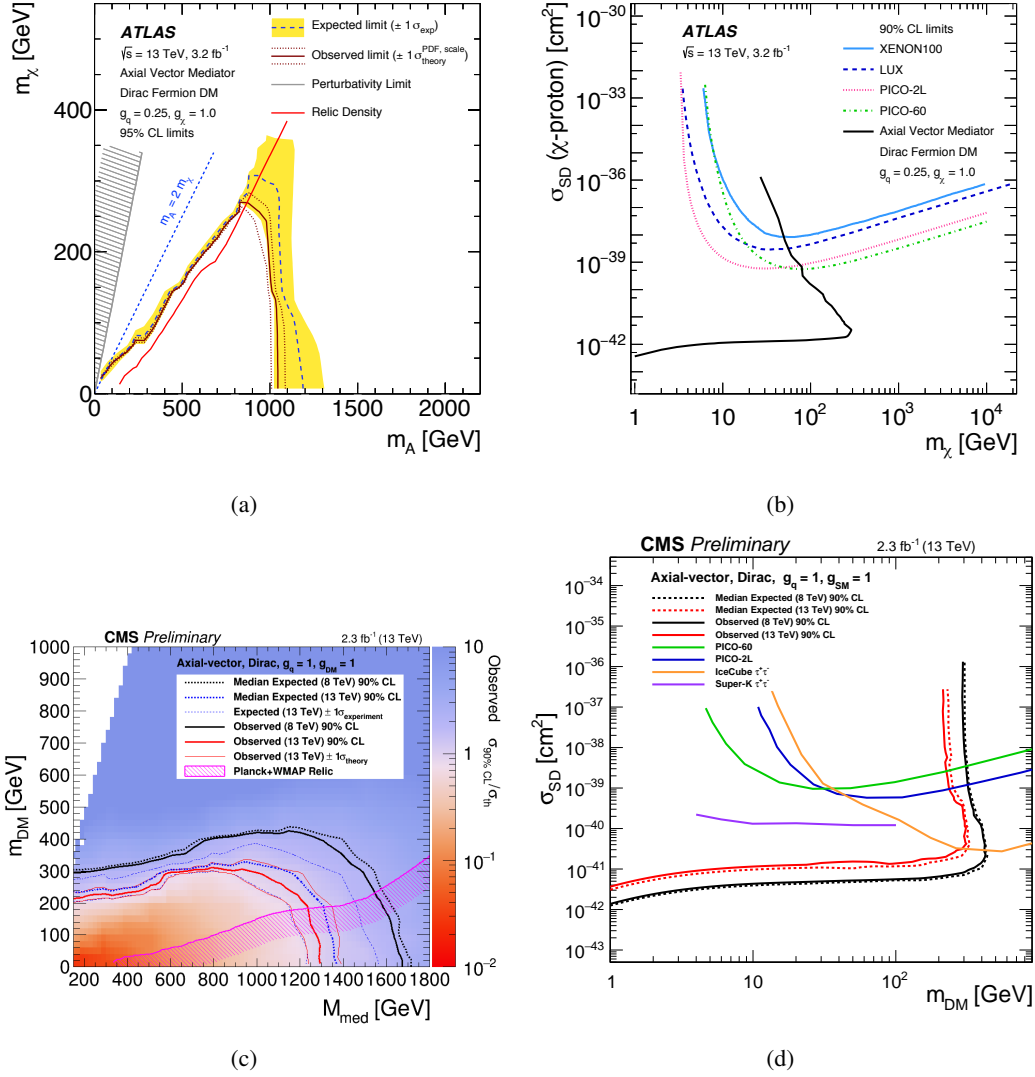 ATLAS
√s = 13 TeV, 3.2 fb⁻¹
Axial Vector Mediator
Dirac Fermion DM
g_q = 0.25, g_χ = 1.0
95% CL limits
Expected limit (± 1 σ_exp)
Observed limit (± 1 σ_theory^PDF, scale)
Perturbativity Limit
Relic Density
m_A = 2 m_χ
m_χ [GeV]
0
200
400
0 500 1000 1500 2000
m_A [GeV]
(a)
ATLAS
√s = 13 TeV, 3.2 fb⁻¹
90% CL limits
XENON100
LUX
PICO-2L
PICO-60
Axial Vector Mediator
Dirac Fermion DM
g_q = 0.25, g_χ = 1.0
σ_SD (χ-proton) [cm²]
10⁻³⁰
10⁻³³
10⁻³⁶
10⁻³⁹
10⁻⁴²
1 10 10² 10³ 10⁴
m_χ [GeV]
(b)
CMS Preliminary 2.3 fb⁻¹ (13 TeV)
Axial-vector, Dirac, g_q = 1, g_DM = 1
Median Expected (8 TeV) 90% CL
Median Expected (13 TeV) 90% CL
Expected (13 TeV) ± 1σ_experiment
Observed (8 TeV) 90% CL
Observed (13 TeV) 90% CL
Observed (13 TeV) ± 1σ_theory
Planck+WMAP Relic
m_DM [GeV]
1000
900
800
700
600
500
400
300
200
100
0
200 400 600 800 1000 1200 1400 1600 1800
M_med [GeV]
10
1
10⁻¹
10⁻²
Observed σ_90% CL/σ_th
(c)
CMS Preliminary 2.3 fb⁻¹ (13 TeV)
Axial-vector, Dirac, g_q = 1, g_SM = 1
Median Expected (8 TeV) 90% CL
Median Expected (13 TeV) 90% CL
Observed (8 TeV) 90% CL
Observed (13 TeV) 90% CL
PICO-60
PICO-2L
IceCube τ⁺τ⁻
Super-K τ⁺τ⁻
σ_SD [cm²]
10⁻³⁴
10⁻³⁵
10⁻³⁶
10⁻³⁷
10⁻³⁸
10⁻³⁹
10⁻⁴⁰
10⁻⁴¹
10⁻⁴²
10⁻⁴³
1 10 10²
m_DM [GeV]
(d)